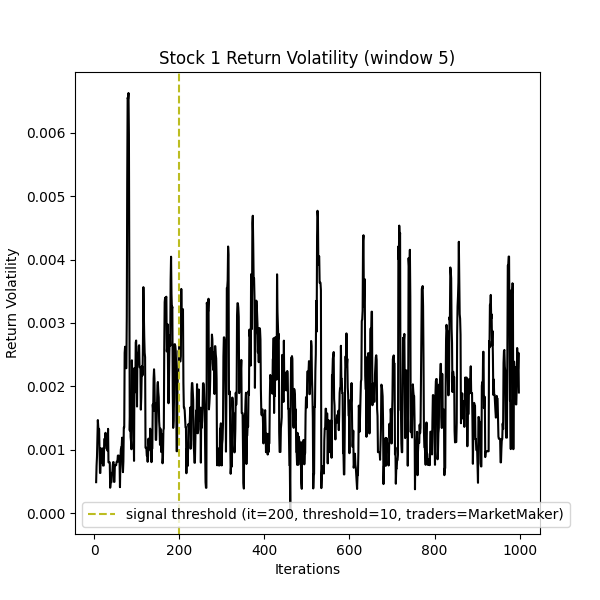 Stock 1 Return Volatility (window 5)
0.006
0.005
0.004
0.003
0.002
0.001
0.000
Return Volatility
signal threshold (it=200, threshold=10, traders=MarketMaker)
0 200 400 600 800 1000
Iterations